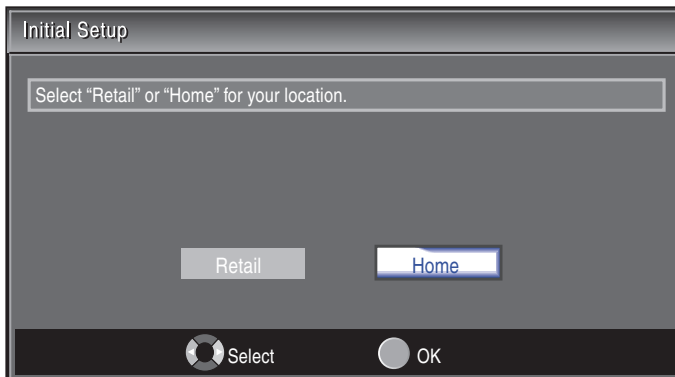 Initial Setup
Select “Retail” or “Home” for your location.
Retail Home
Select OK